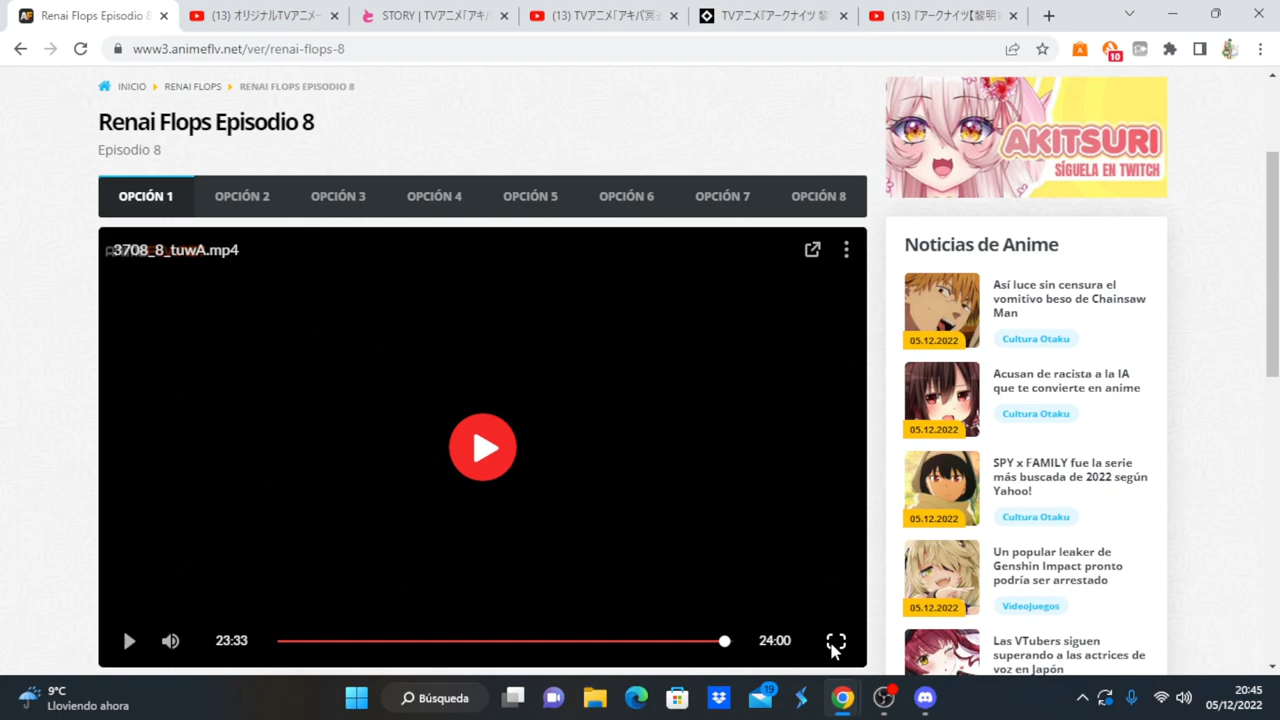 Renai Flops Episodio 8
(13) オリジナルTVアニメー
STORY | TVアニメ「アキバ
(13) TVアニメ「アキバ冥途
TVアニメ『アークナイツ 黎
(13)『アークナイツ【黎明
www3.animeflv.net/ver/renai-flops-8
10
INICIO RENAI FLOPS RENAI FLOPS EPISODIO 8
Renai Flops Episodio 8
Episodio 8
OPCIÓN 1 OPCIÓN 2 OPCIÓN 3 OPCIÓN 4 OPCIÓN 5 OPCIÓN 6 OPCIÓN 7 OPCIÓN 8
3708_8_tuwA.mp4
23:33
24:00
AKITSURI
SÍGUELA EN TWITCH
Noticias de Anime
Así luce sin censura el
vomitivo beso de Chainsaw
Man
05.12.2022
Cultura Otaku
Acusan de racista a la IA
que te convierte en anime
Cultura Otaku
05.12.2022
SPY x FAMILY fue la serie
más buscada de 2022 según
Yahoo!
Cultura Otaku
05.12.2022
Un popular leaker de
Genshin Impact pronto
podría ser arrestado
VideoJuegos
05.12.2022
Las VTubers siguen
superando a las actrices de
voz en Japón
9°C
Lloviendo ahora
Búsqueda
19
20:45
05/12/2022